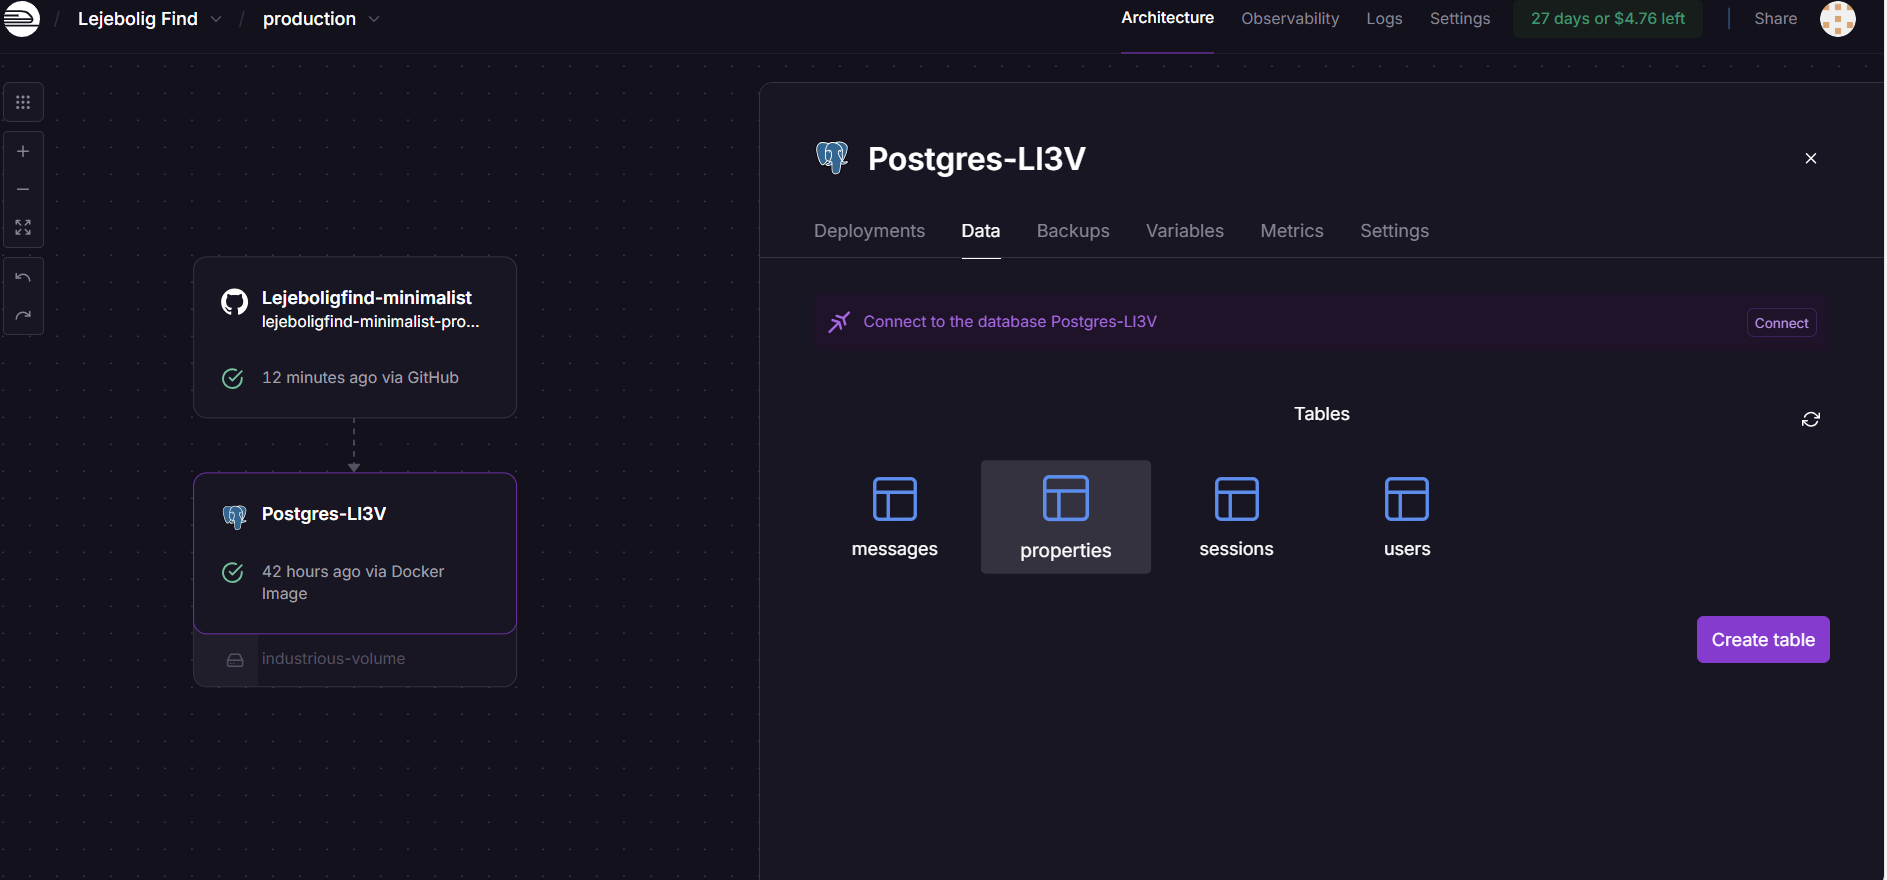 / Lejebolig Find / production
Architecture Observability Logs Settings 27 days or $4.76 left Share
Lejeboligfind-minimalist
lejeboligfind-minimalist-pro...
12 minutes ago via GitHub
Postgres-LI3V
42 hours ago via Docker
Image
industrious-volume
Postgres-LI3V
Deployments Data Backups Variables Metrics Settings
Connect to the database Postgres-LI3V Connect
Tables
messages properties sessions users
Create table